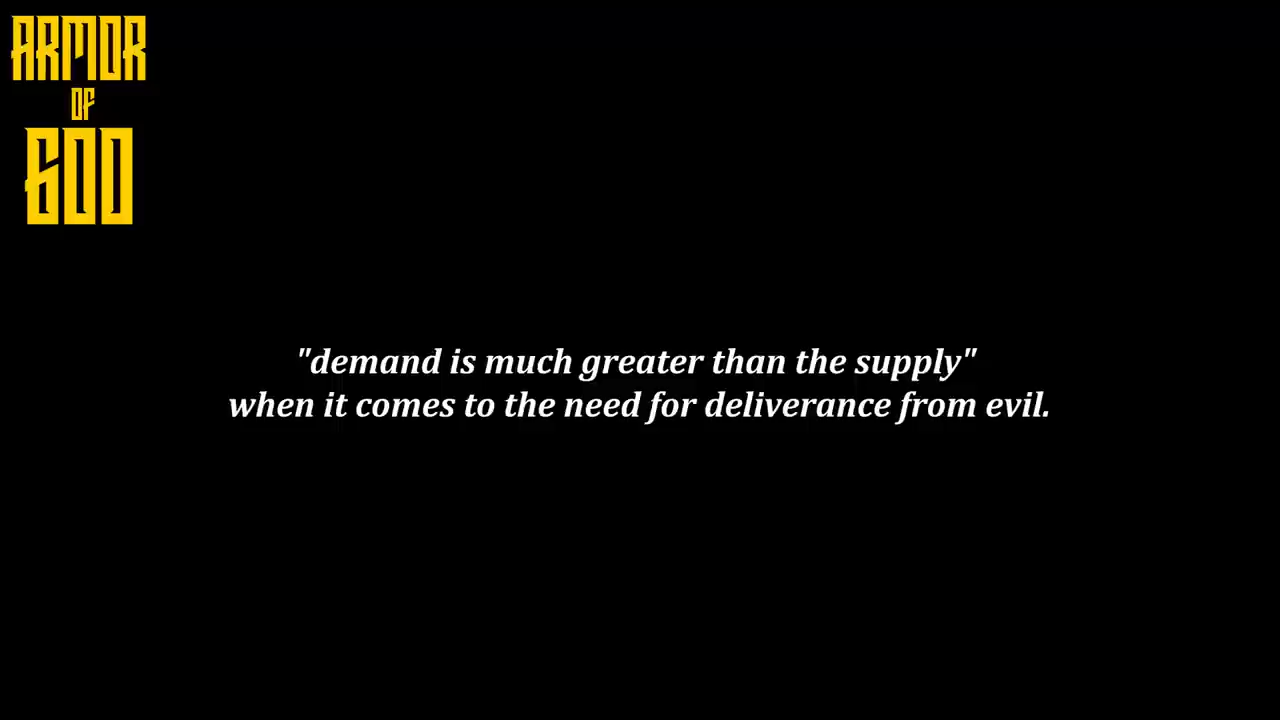 ARMOR
OF
GOD
"demand is much greater than the supply"
when it comes to the need for deliverance from evil.